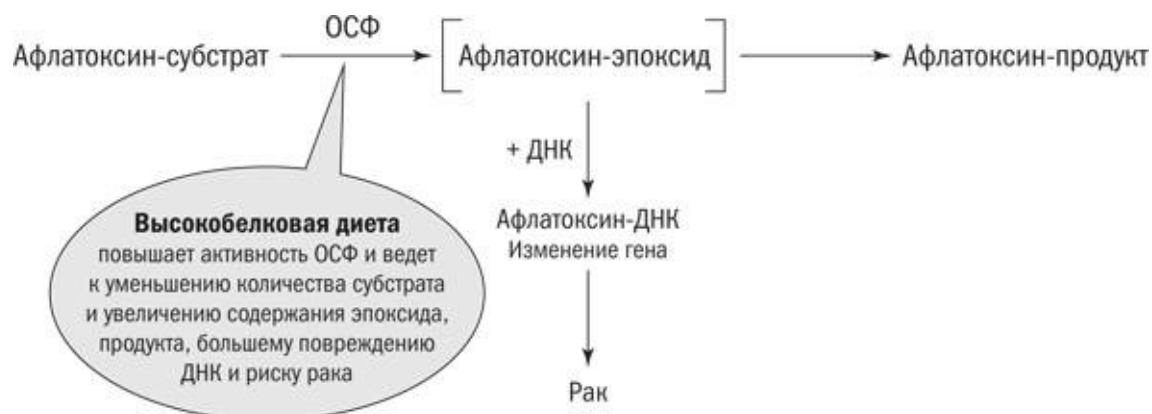 ОСФ
Афлатоксин-субстрат
Афлатоксин-эпоксид
Афлатоксин-продукт
+ ДНК
Афлатоксин-ДНК
Изменение гена
Высокобелковая диета
повышает активность ОСФ и ведет
к уменьшению количества субстрата
и увеличению содержания эпоксида,
продукта, большему повреждению
ДНК и риску рака
Рак